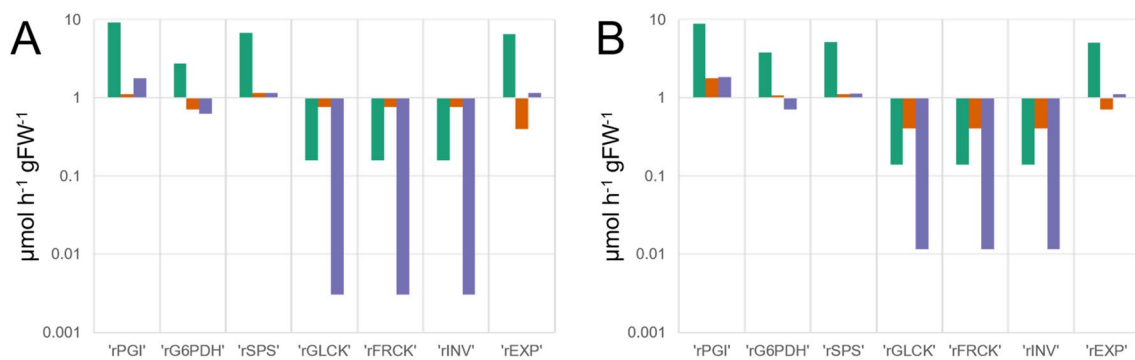 A
µmol h-1 gFW-1
10
1
0.1
0.01
0.001
'rPGI' 'rG6PDH' 'rSPS' 'rGLCK' 'rFRCK' 'rINV' 'rEXP'
B
µmol h-1 gFW-1
10
1
0.1
0.01
0.001
'rPGI' 'rG6PDH' 'rSPS' 'rGLCK' 'rFRCK' 'rINV' 'rEXP'